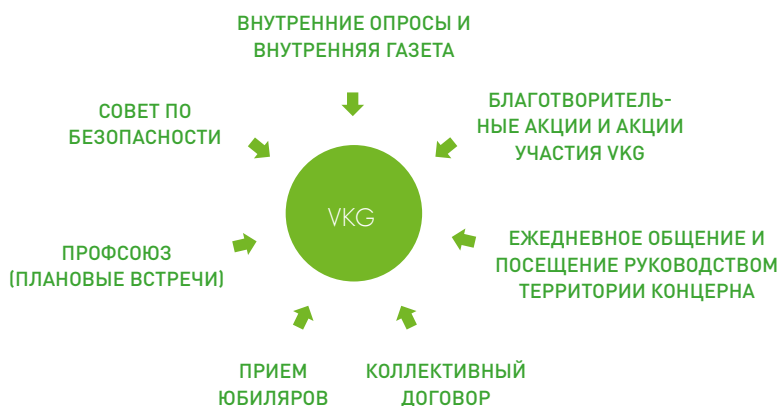 ВНУТРЕННИЕ ОПРОСЫ И
ВНУТРЕННЯЯ ГАЗЕТА
БЛАГОТВОРИТЕЛЬ-
НЫЕ АКЦИИ И АКЦИИ
УЧАСТИЯ VKG
ЕЖЕДНЕВНОЕ ОБЩЕНИЕ И
ПОСЕЩЕНИЕ РУКОВОДСТВОМ
ТЕРРИТОРИИ КОНЦЕРНА
КОЛЛЕКТИВНЫЙ
ДОГОВОР
ПРИЕМ
ЮБИЛЯРОВ
ПРОФСОЮЗ
(ПЛАНОВЫЕ ВСТРЕЧИ)
СОВЕТ ПО
БЕЗОПАСНОСТИ
VKG